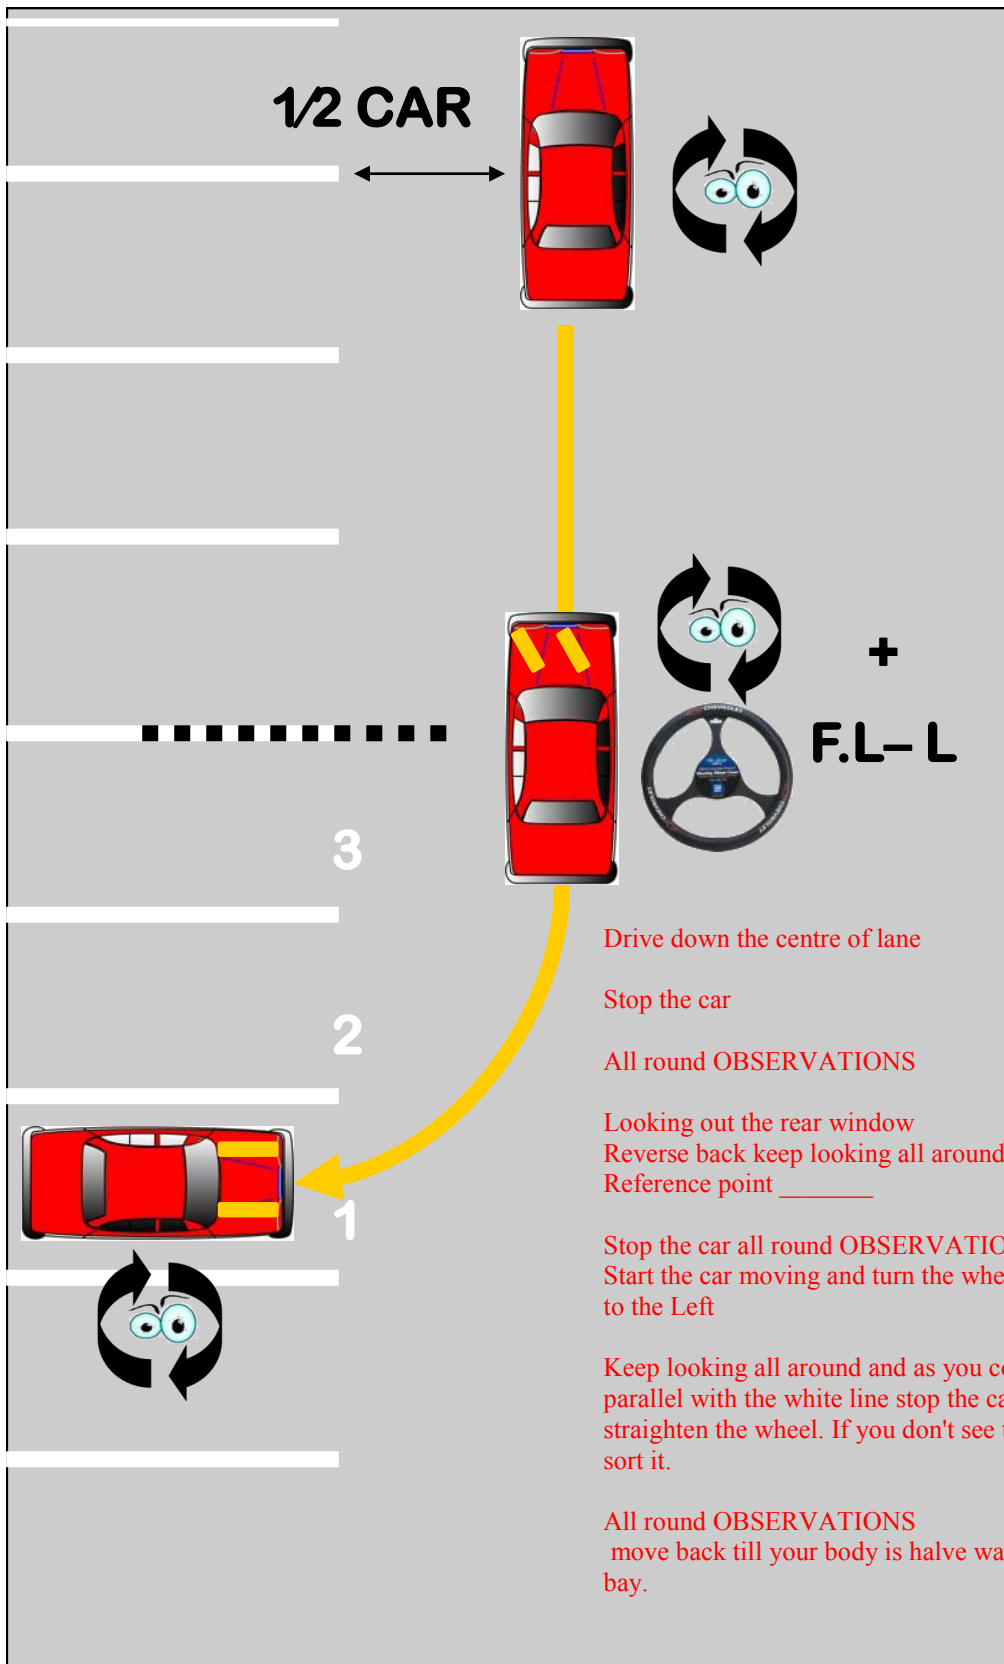 1/2 CAR
+
F.L– L
3
2
1
Drive down the centre of lane
Stop the car
All round OBSERVATIONS
Looking out the rear window
Reverse back keep looking all around
Reference point _______
Stop the car all round
Start the car moving and turn the
to the Left
Keep looking all around and as you
parallel with the white line stop the
straighten the wheel. If you don't see
sort it.
All round OBSERVATIONS
move back till your body is halve
bay.